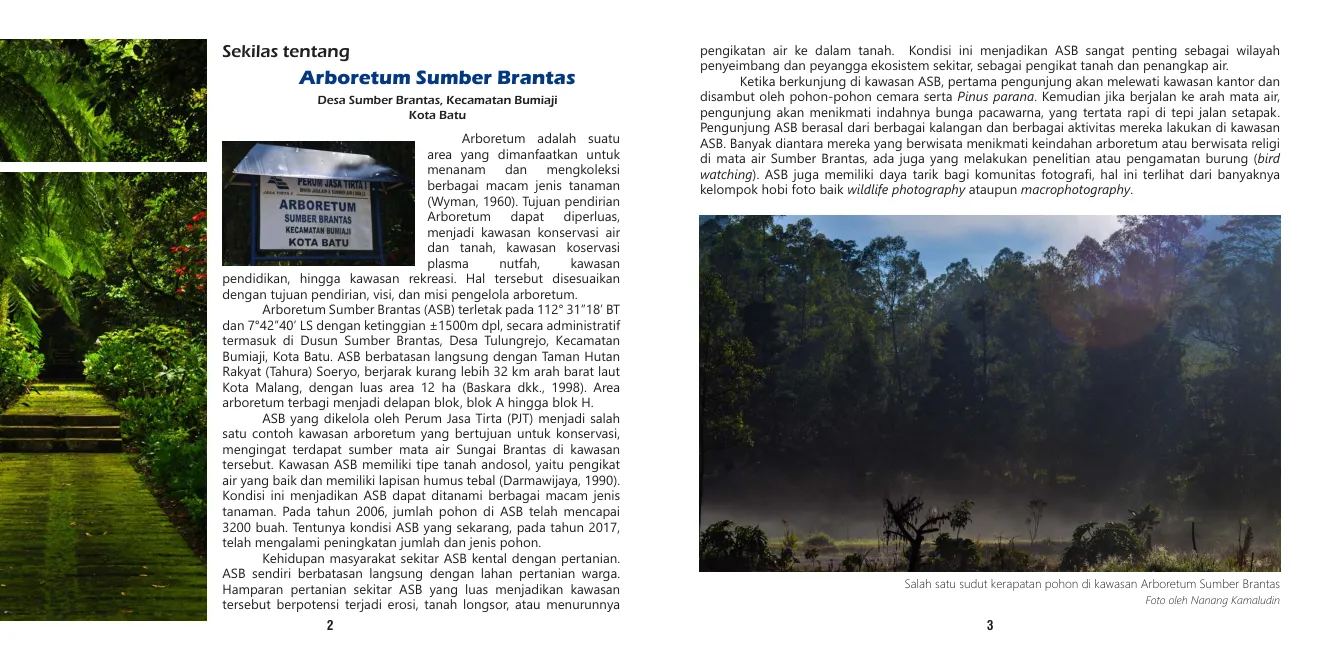 Sekilas tentang
Arboretum Sumber Brantas
Desa Sumber Brantas, Kecamatan Bumiaji
Kota Batu
PERUM JASA TIRTA I
JASA TIRTA I
ARBORETUM
SUMBER BRANTAS
KECAMATAN BUMIAJI
KOTA BATU
Arboretum adalah suatu
area yang dimanfaatkan untuk
menanam dan mengkoleksi
berbagai macam jenis tanaman
(Wyman, 1960). Tujuan pendirian
Arboretum dapat diperluas,
menjadi kawasan konservasi air
dan tanah, kawasan koservasi
plasma nutfah, kawasan
pendidikan, hingga kawasan rekreasi. Hal tersebut disesuaikan
dengan tujuan pendirian, visi, dan misi pengelola arboretum.
Arboretum Sumber Brantas (ASB) terletak pada 112° 31”18’ BT
dan 7°42”40’ LS dengan ketinggian ±1500m dpl, secara administratif
termasuk di Dusun Sumber Brantas, Desa Tulungrejo, Kecamatan
Bumiaji, Kota Batu. ASB berbatasan langsung dengan Taman Hutan
Rakyat (Tahura) Soeryo, berjarak kurang lebih 32 km arah barat laut
Kota Malang, dengan luas area 12 ha (Baskara dkk., 1998). Area
arboretum terbagi menjadi delapan blok, blok A hingga blok H.
ASB yang dikelola oleh Perum Jasa Tirta (PJT) menjadi salah
satu contoh kawasan arboretum yang bertujuan untuk konservasi,
mengingat terdapat sumber mata air Sungai Brantas di kawasan
tersebut. Kawasan ASB memiliki tipe tanah andosol, yaitu pengikat
air yang baik dan memiliki lapisan humus tebal (Darmawijaya, 1990).
Kondisi ini menjadikan ASB dapat ditanami berbagai macam jenis
tanaman. Pada tahun 2006, jumlah pohon di ASB telah mencapai
3200 buah. Tentunya kondisi ASB yang sekarang, pada tahun 2017,
telah mengalami peningkatan jumlah dan jenis pohon.
Kehidupan masyarakat sekitar ASB kental dengan pertanian.
ASB sendiri berbatasan langsung dengan lahan pertanian warga.
Hamparan pertanian sekitar ASB yang luas menjadikan kawasan
tersebut berpotensi terjadi erosi, tanah longsor, atau menurunnya
2
pengikatan air ke dalam tanah. Kondisi ini menjadikan ASB sangat penting sebagai wilayah
penyeimbang dan peyangga ekosistem sekitar, sebagai pengikat tanah dan penangkap air.
Ketika berkunjung di kawasan ASB, pertama pengunjung akan melewati kawasan kantor dan
disambut oleh pohon-pohon cemara serta Pinus parana. Kemudian jika berjalan ke arah mata air,
pengunjung akan menikmati indahnya bunga pacawarna, yang tertata rapi di tepi jalan setapak.
Pengunjung ASB berasal dari berbagai kalangan dan berbagai aktivitas mereka lakukan di kawasan
ASB. Banyak diantara mereka yang berwisata menikmati keindahan arboretum atau berwisata religi
di mata air Sumber Brantas, ada juga yang melakukan penelitian atau pengamatan burung (bird
watching). ASB juga memiliki daya tarik bagi komunitas fotografi, hal ini terlihat dari banyaknya
kelompok hobi foto baik wildlife photography ataupun macrophotography.
Salah satu sudut kerapatan pohon di kawasan Arboretum Sumber Brantas
Foto oleh Nanang Kamaludin
3